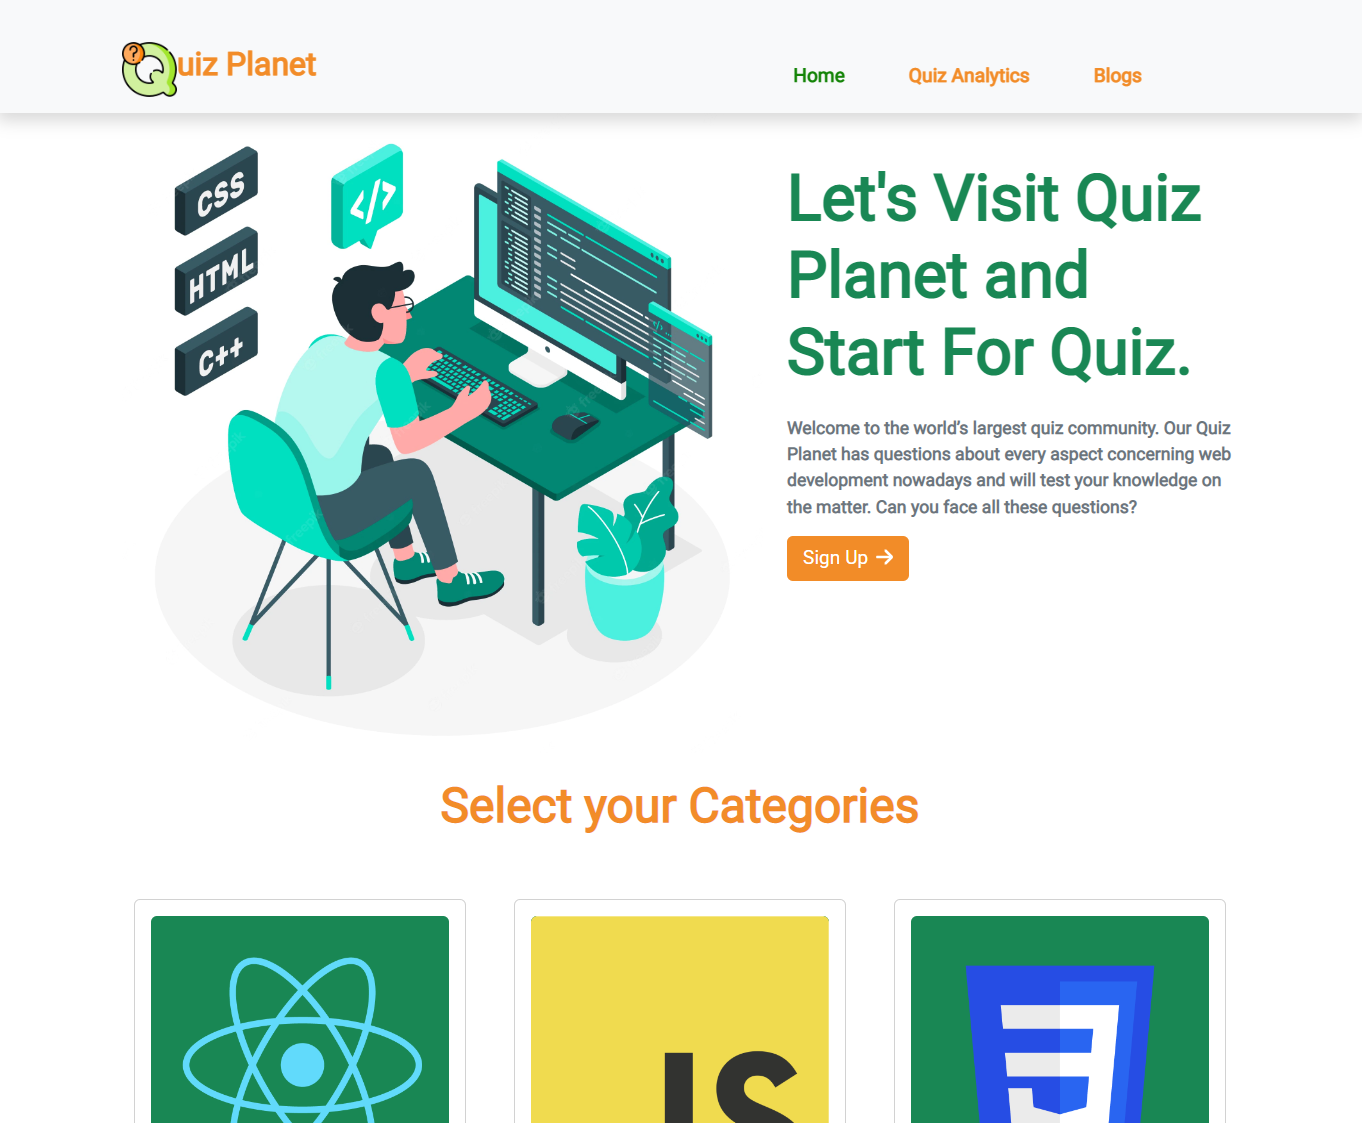 Quiz Planet
Home
Quiz Analytics
Blogs
CSS
HTML
C++
</>
Let's Visit Quiz
Planet and
Start For Quiz.
Welcome to the world’s largest quiz community. Our Quiz
Planet has questions about every aspect concerning web
development nowadays and will test your knowledge on
the matter. Can you face all these questions?
Sign Up →
Select your Categories
JS